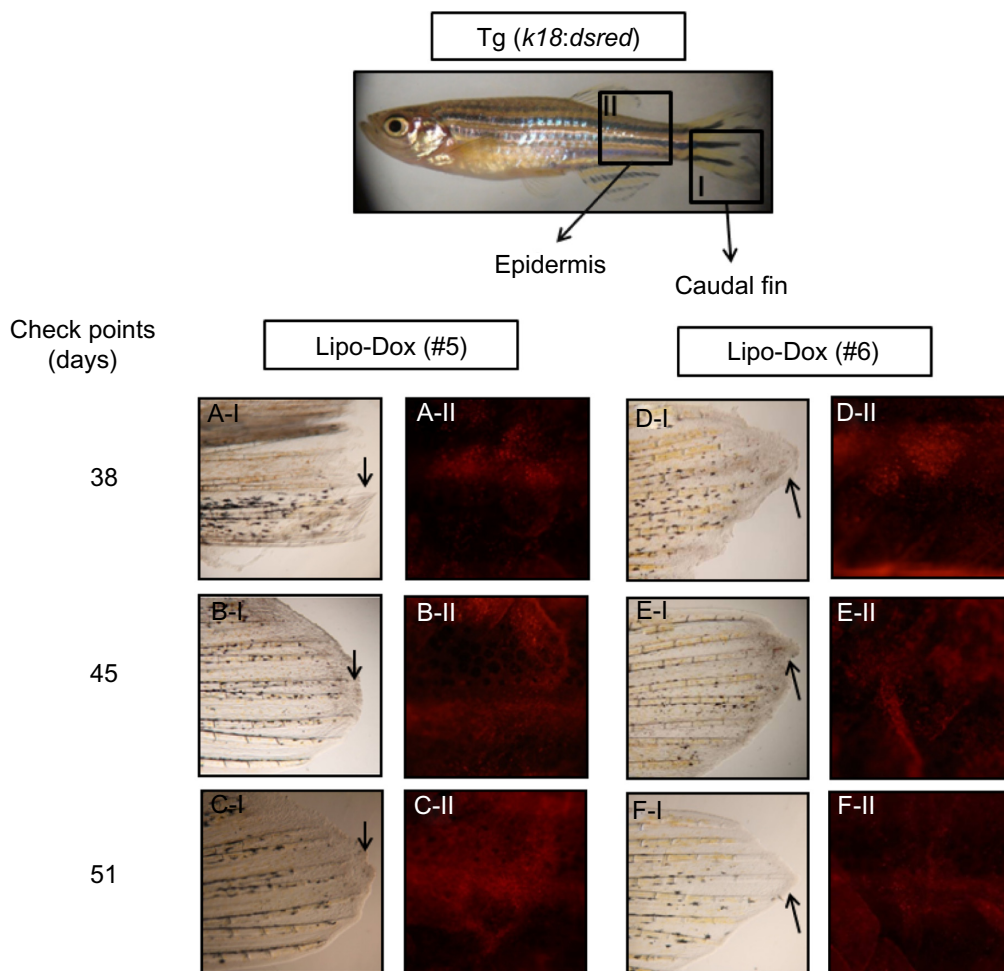 Tg (k18:dsred)
II
I
Epidermis
Caudal fin
Check points
(days)
Lipo-Dox (#5)
Lipo-Dox (#6)
38
A-I
A-II
D-I
D-II
45
B-I
B-II
E-I
E-II
51
C-I
C-II
F-I
F-II